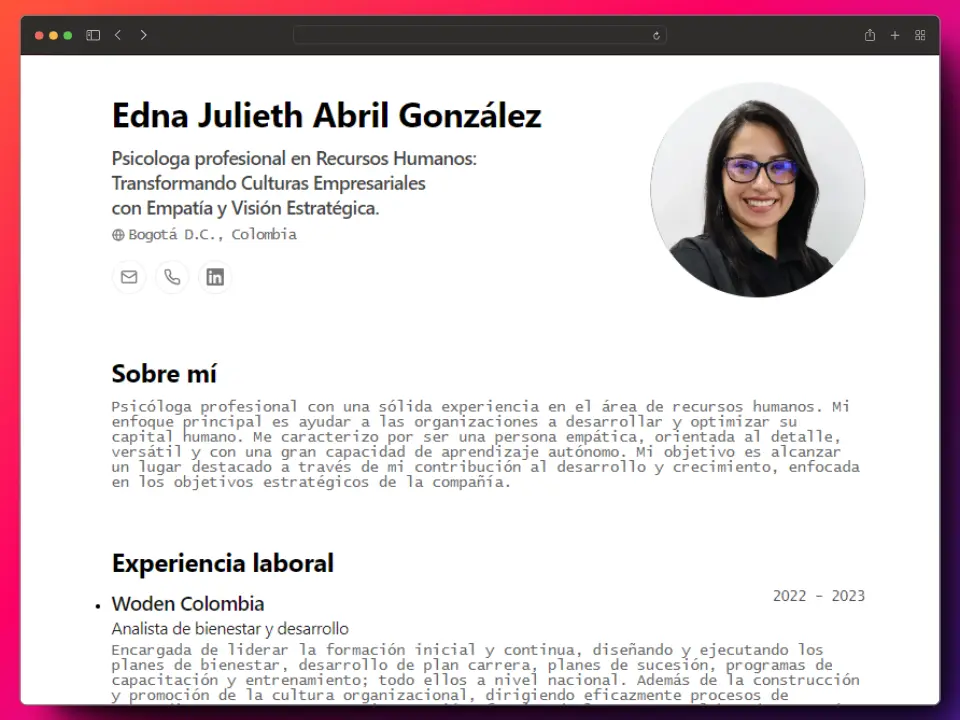 Edna Julieth Abril González
Psicologa profesional en Recursos Humanos:
Transformando Culturas Empresariales
con Empatía y Visión Estratégica.
Bogotá D.C., Colombia
in
Sobre mí
Psicóloga profesional con una sólida experiencia en el área de recursos humanos. Mi
enfoque principal es ayudar a las organizaciones a desarrollar y optimizar su
capital humano. Me caracterizo por ser una persona empática, orientada al detalle,
versátil y con una gran capacidad de aprendizaje autónomo. Mi objetivo es alcanzar
un lugar destacado a través de mi contribución al desarrollo y crecimiento, enfocada
en los objetivos estratégicos de la compañía.
Experiencia laboral
Woden Colombia
2022 - 2023
Analista de bienestar y desarrollo
Encargada de liderar la formación inicial y continua, diseñando y ejecutando los
planes de bienestar, desarrollo de plan carrera, planes de sucesión, programas de
capacitación y entrenamiento; todo ellos a nivel nacional. Además de la construcción
y promoción de la cultura organizacional, dirigiendo eficazmente procesos de